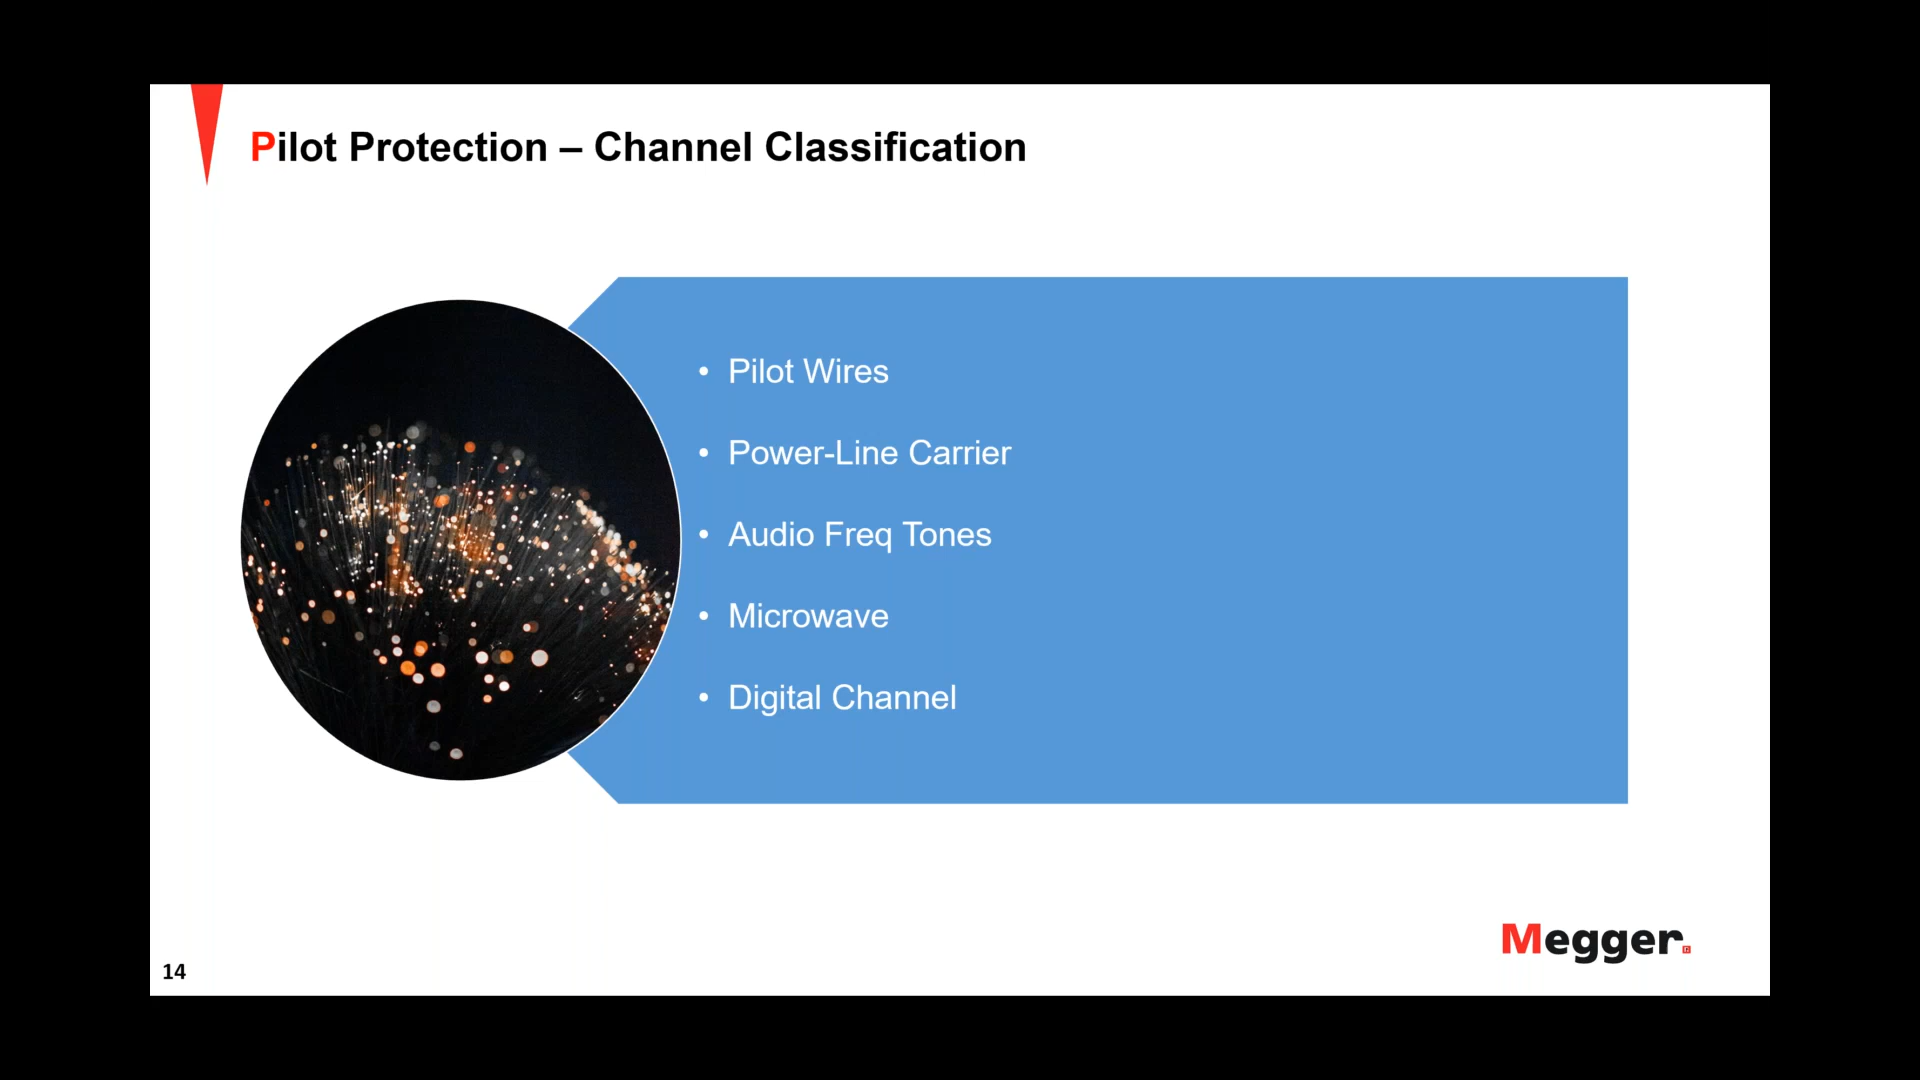 Pilot Protection – Channel Classification
• Pilot Wires
• Power-Line Carrier
• Audio Freq Tones
• Microwave
• Digital Channel
Megger.
14